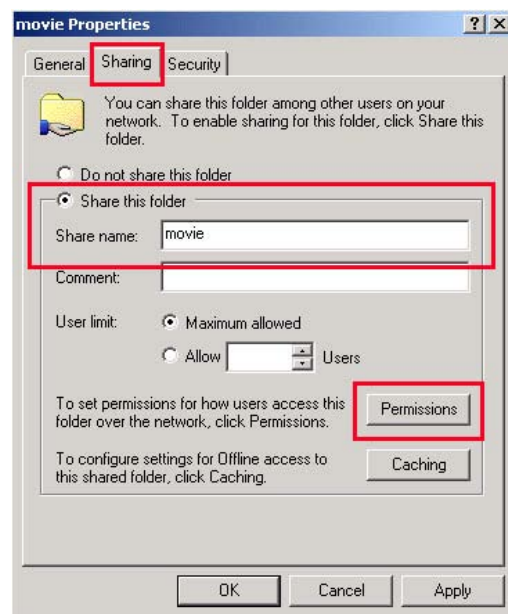 movie Properties
? ×
General Sharing Security
You can share this folder among other users on your
network. To enable sharing for this folder, click Share this
folder.
Do not share this folder
Share this folder
Share name: movie
Comment:
User limit: Maximum allowed
Allow Users
To set permissions for how users access this
folder over the network, click Permissions.
Permissions
To configure settings for Offline access to
this shared folder, click Caching.
Caching
OK Cancel Apply